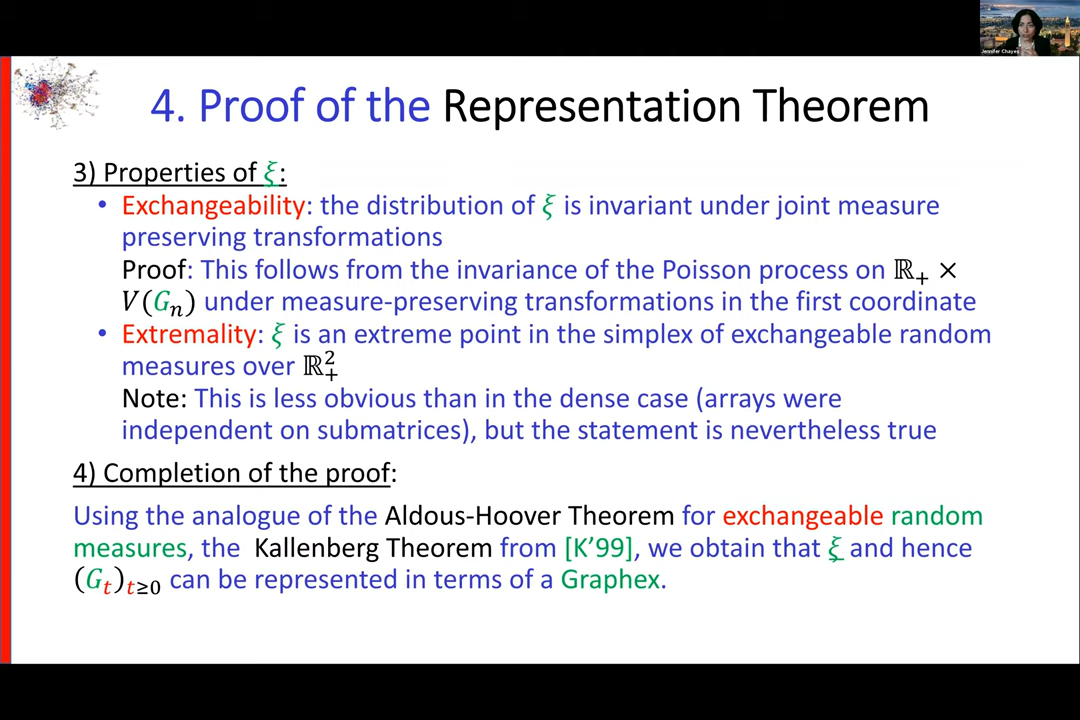 Jennifer Chayes
4. Proof of the Representation Theorem
3) Properties of ξ:
• Exchangeability: the distribution of ξ is invariant under joint measure
preserving transformations
Proof: This follows from the invariance of the Poisson process on ℝ₊ ×
V(Gₙ) under measure-preserving transformations in the first coordinate
• Extremality: ξ is an extreme point in the simplex of exchangeable random
measures over ℝ₊²
Note: This is less obvious than in the dense case (arrays were
independent on submatrices), but the statement is nevertheless true
4) Completion of the proof:
Using the analogue of the Aldous-Hoover Theorem for exchangeable random
measures, the Kallenberg Theorem from [K’99], we obtain that ξ and hence
(Gₜ)ₜ≥₀ can be represented in terms of a Graphex.